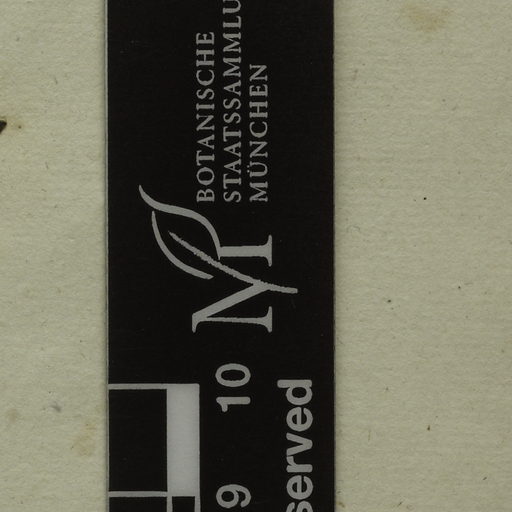 BOTANISCHE
STAATSSAMMLU
MÜNCHEN
M
9 10
served